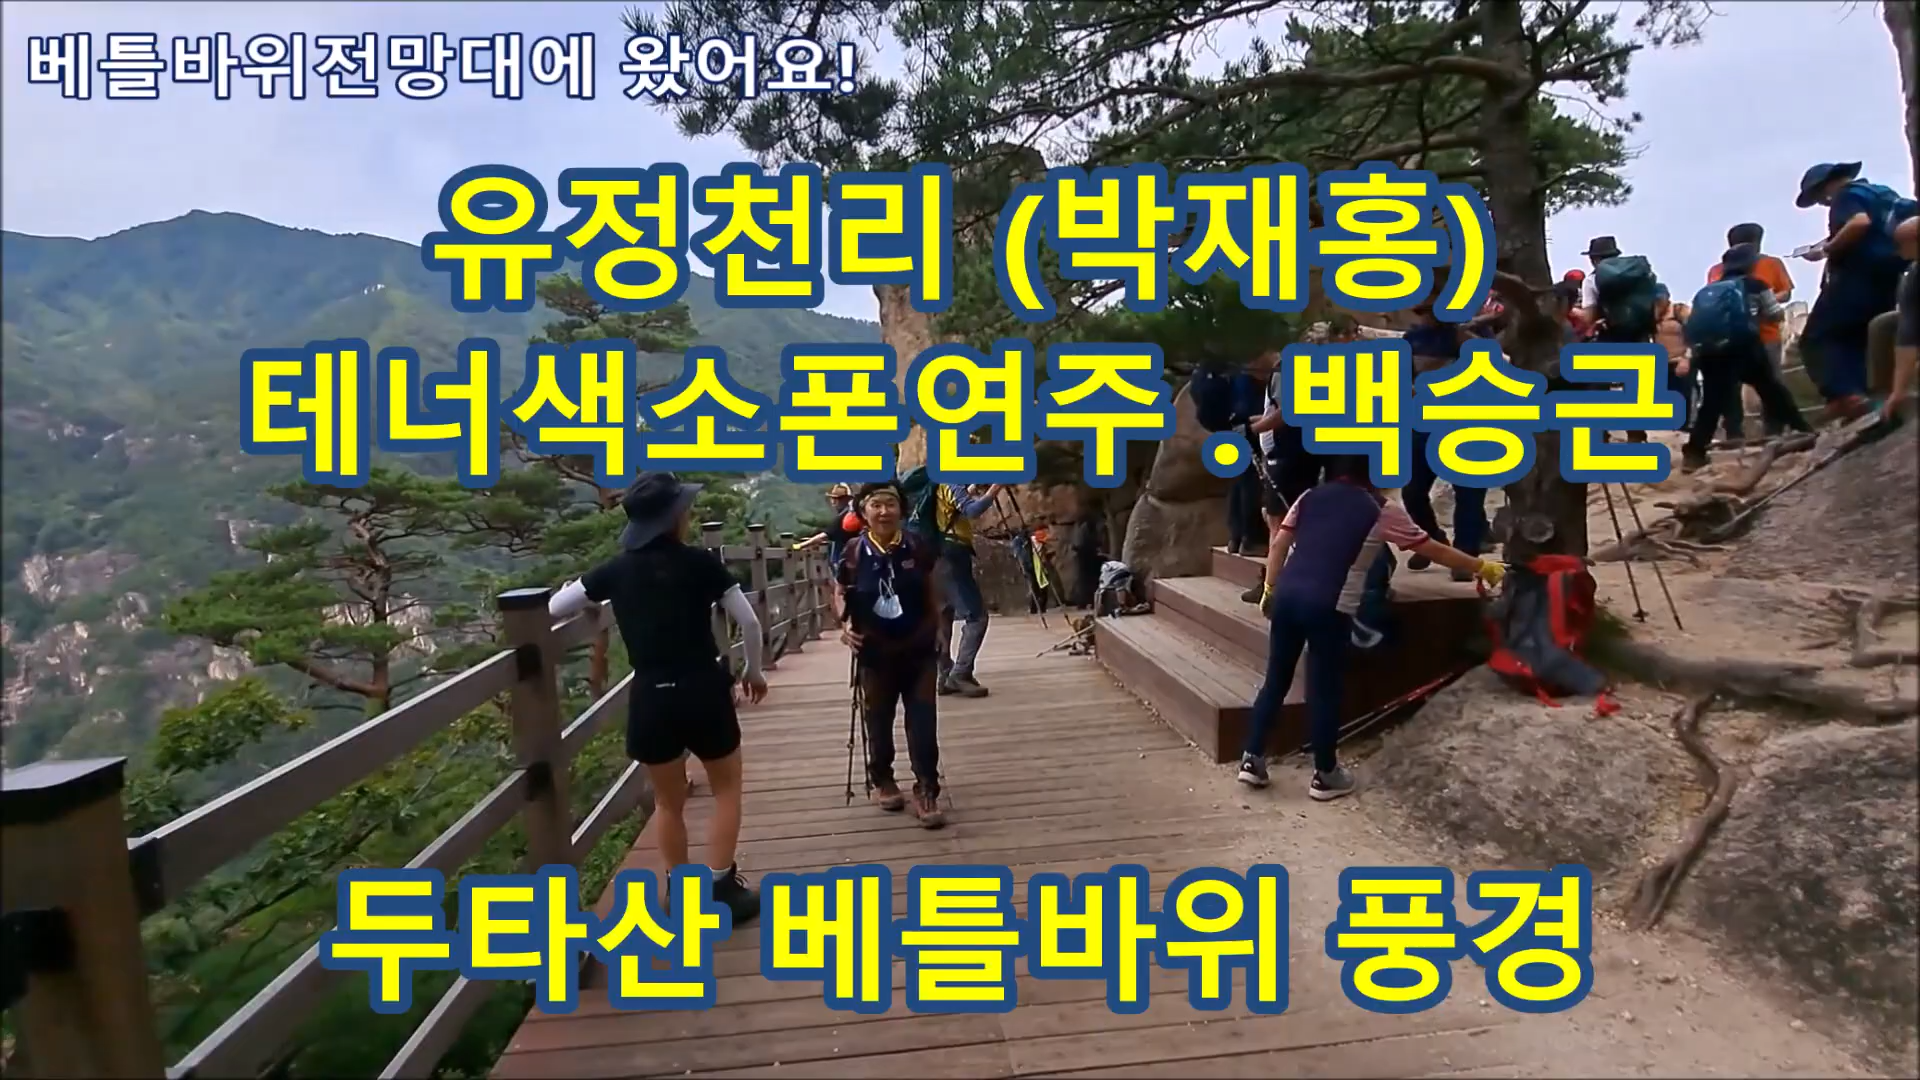 베틀바위전망대에 왔어요!
유정천리 (박재홍)
테너색소폰연주 . 백승근
두타산 베틀바위 풍경